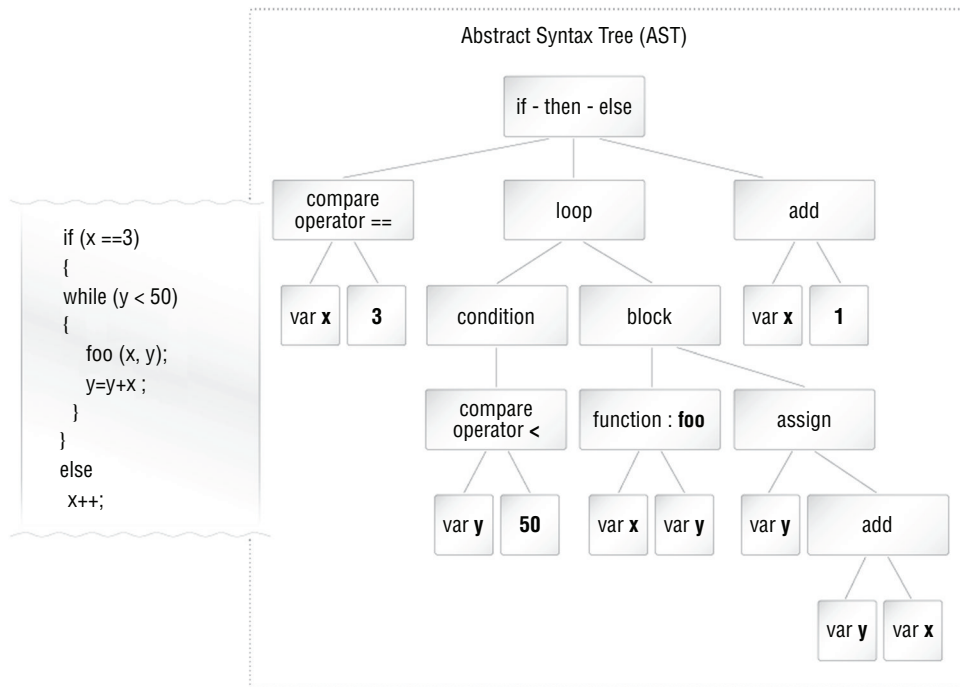 Abstract Syntax Tree (AST)
if - then - else
compare
operator ==
loop
add
if (x ==3)
{
while (y < 50)
{
foo (x, y);
y=y+x ;
}
}
else
x++;
var x
3
condition
block
var x
1
compare
operator <
function : foo
assign
var y
50
var x
var y
var y
add
var y
var x